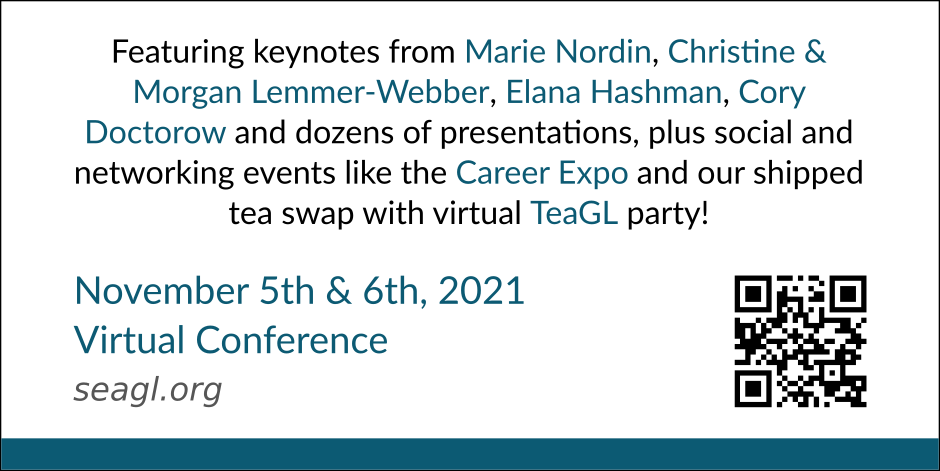 Featuring keynotes from Marie Nordin, Christine &
Morgan Lemmer-Webber, Elana Hashman, Cory
Doctorow and dozens of presentations, plus social and
networking events like the Career Expo and our shipped
tea swap with virtual TeaGL party!
November 5th & 6th, 2021
Virtual Conference
seagl.org